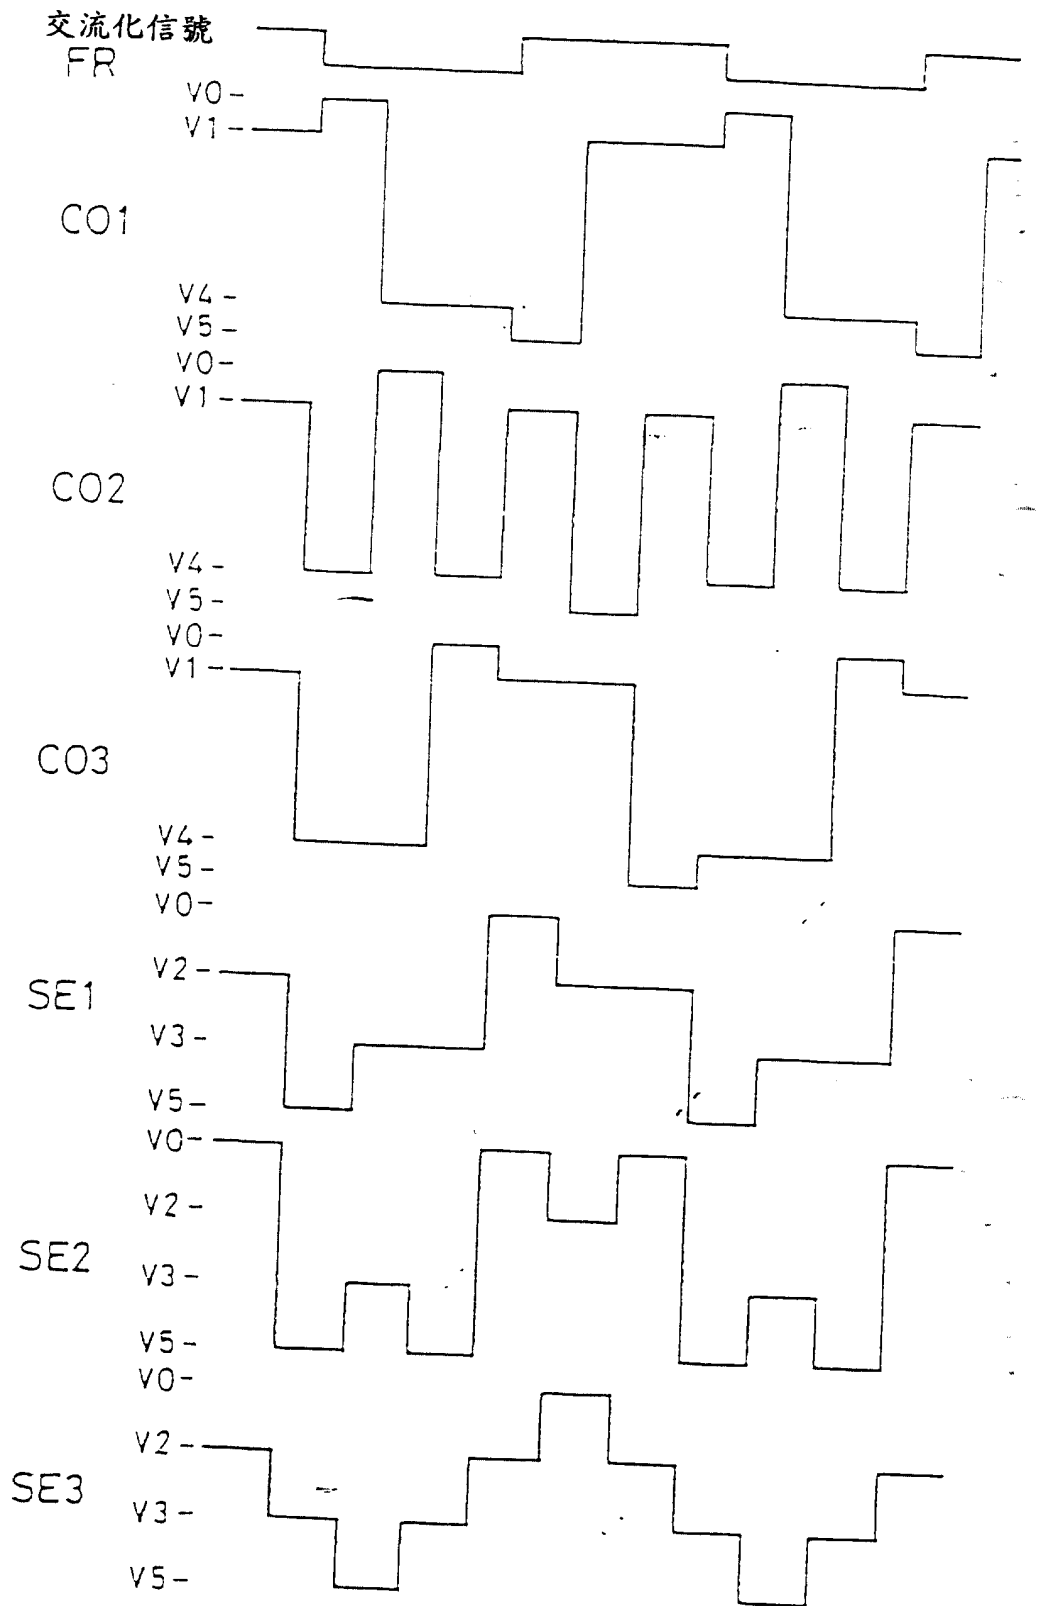 交流化信號
FR
V0-
V1-
CO1
V4-
V5-
V0-
V1-
CO2
V4-
V5-
V0-
V1-
CO3
V4-
V5-
V0-
V2-
SE1
V3-
V5-
V0-
V2-
SE2
V3-
V5-
V0-
V2-
SE3
V3-
V5-